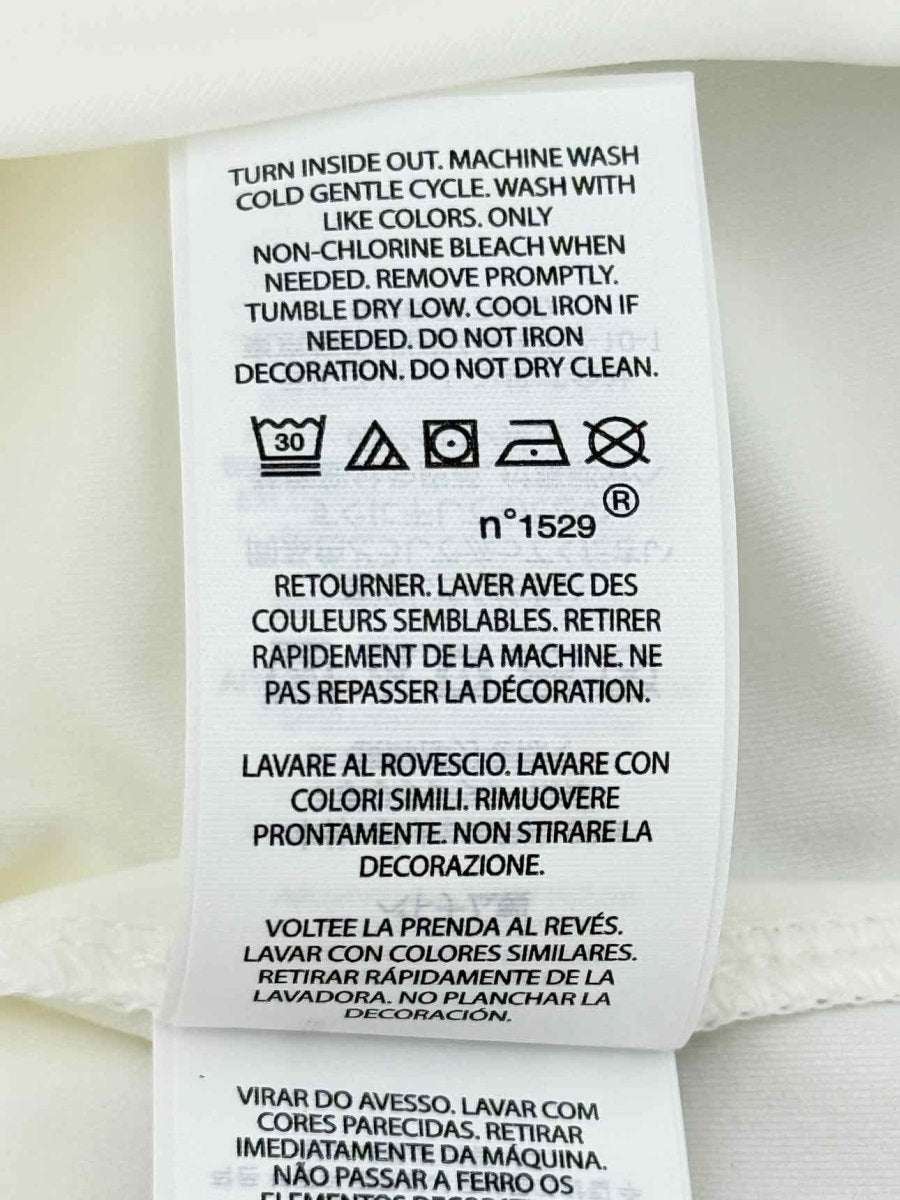 TURN INSIDE OUT. MACHINE WASH
COLD GENTLE CYCLE. WASH WITH
LIKE COLORS. ONLY
NON-CHLORINE BLEACH WHEN
NEEDED. REMOVE PROMPTLY.
TUMBLE DRY LOW. COOL IRON IF
NEEDED. DO NOT IRON
DECORATION. DO NOT DRY CLEAN.
30
n°1529®
RETOURNER. LAVER AVEC DES
COULEURS SEMBLABLES. RETIRER
RAPIDEMENT DE LA MACHINE. NE
PAS REPASSER LA DÉCORATION.
LAVARE AL ROVESCIO. LAVARE CON
COLORI SIMILI. RIMUOVERE
PRONTAMENTE. NON STIRARE LA
DECORAZIONE.
VOLTEE LA PRENDA AL REVÉS.
LAVAR CON COLORES SIMILARES.
RETIRAR RÁPIDAMENTE DE LA
LAVADORA. NO PLANCHAR LA
DECORACIÓN.
VIRAR DO AVESSO. LAVAR COM
CORES PARECIDAS. RETIRAR
IMEDIATAMENTE DA MÁQUINA.
NÃO PASSAR A FERRO OS